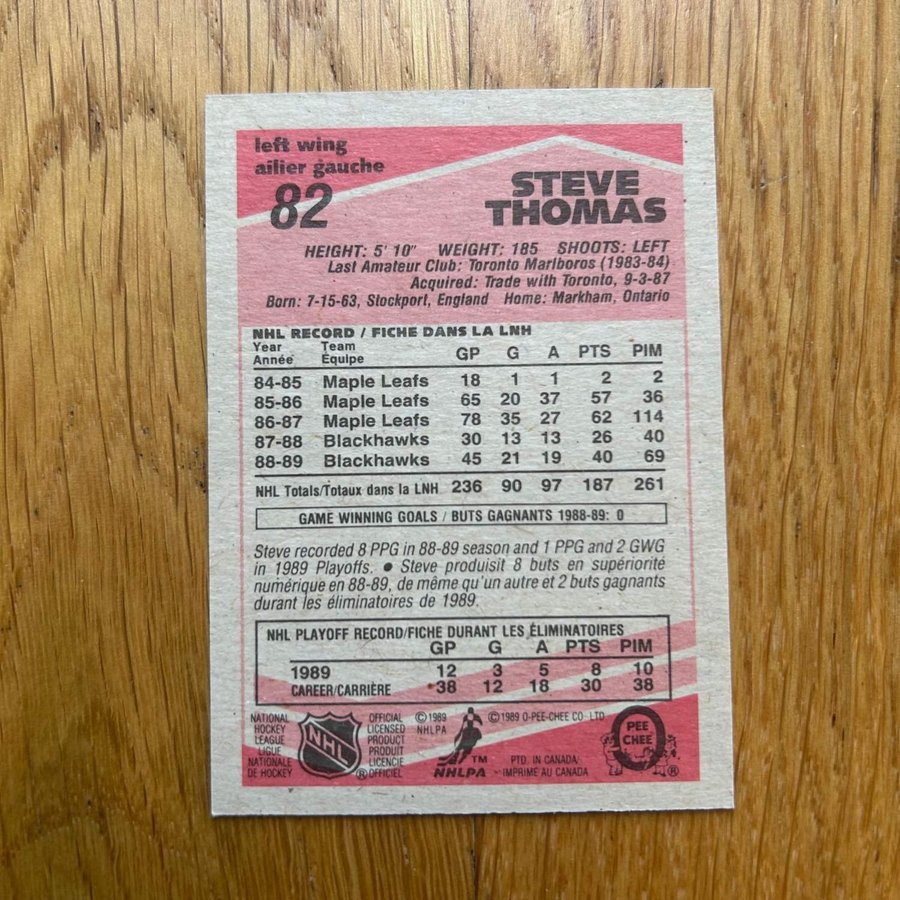 left wing
ailier gauche
82
STEVE
THOMAS
HEIGHT: 5' 10" WEIGHT: 185 SHOOTS: LEFT
Last Amateur Club: Toronto Marlboros (1983-84)
Acquired: Trade with Toronto, 9-3-87
Born: 7-15-63, Stockport, England Home: Markham, Ontario
NHL RECORD / FICHE DANS LA LNH
Year Team
Année Équipe GP G A PTS PIM
84-85 Maple Leafs 18 1 1 2 2
85-86 Maple Leafs 65 20 37 57 36
86-87 Maple Leafs 78 35 27 62 114
87-88 Blackhawks 30 13 13 26 40
88-89 Blackhawks 45 21 19 40 69
NHL Totals/Totaux dans la LNH 236 90 97 187 261
GAME WINNING GOALS / BUTS GAGNANTS 1988-89: 0
Steve recorded 8 PPG in 88-89 season and 1 PPG and 2 GWG
in 1989 Playoffs. ● Steve produisit 8 buts en supériorité
numérique en 88-89, de même qu'un autre et 2 buts gagnants
durant les éliminatoires de 1989.
NHL PLAYOFF RECORD/FICHE DURANT LES ÉLIMINATOIRES
GP G A PTS PIM
1989 12 3 5 8 10
CAREER/CARRIÈRE 38 12 18 30 38
NATIONAL
HOCKEY
LEAGUE
LIGUE
NATIONALE
DE HOCKEY
NHL
OFFICIAL
LICENSED
PRODUCT
PRODUIT
LICENCIE
®OFFICIEL
© 1989
NHLPA
TM
NHLPA
© 1989 O-PEE-CHEE CO. LTD.
PTD. IN CANADA
IMPRIME AU CANADA
O
PEE
CHEE
®